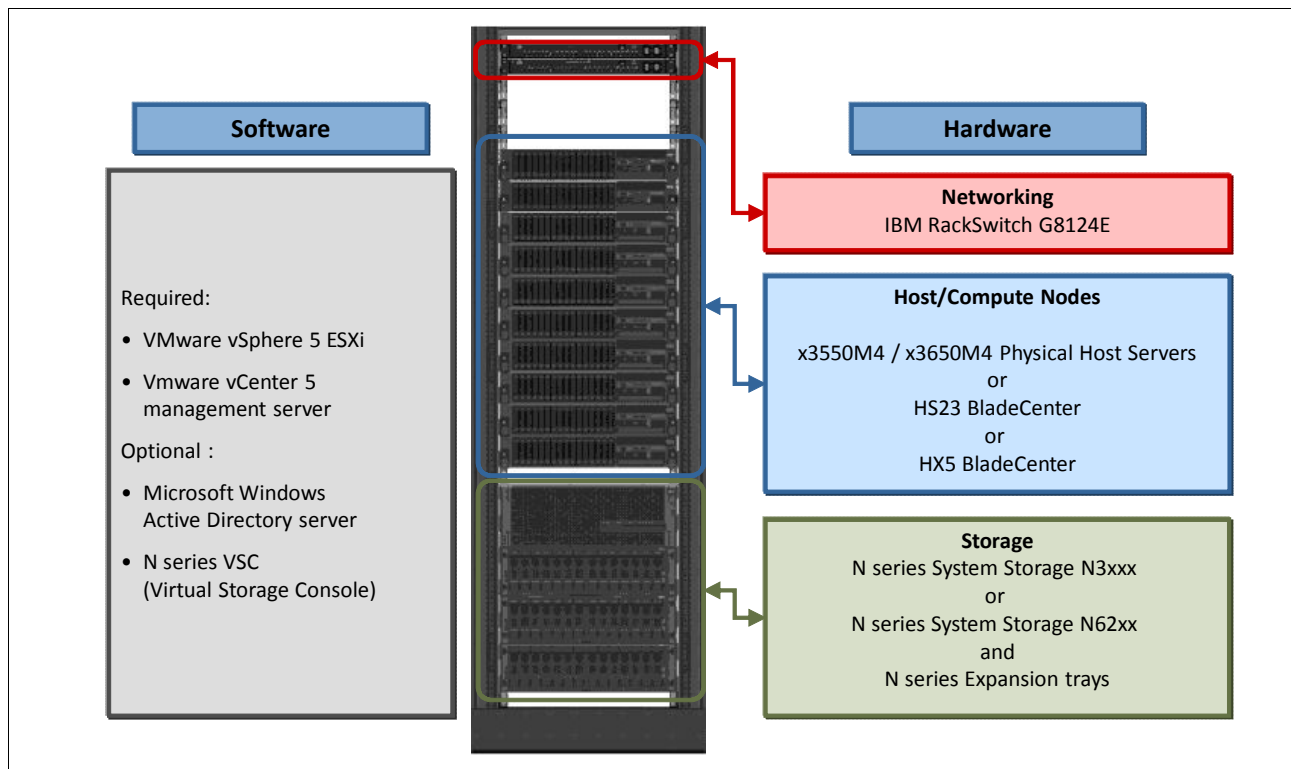 Software
Required:
• VMware vSphere 5 ESXi
• Vmware vCenter 5
management server
Optional :
• Microsoft Windows
Active Directory server
• N series VSC
(Virtual Storage Console)
Hardware
Networking
IBM RackSwitch G8124E
Host/Compute Nodes
x3550M4 / x3650M4 Physical Host Servers
or
HS23 BladeCenter
or
HX5 BladeCenter
Storage
N series System Storage N3xxx
or
N series System Storage N62xx
and
N series Expansion trays